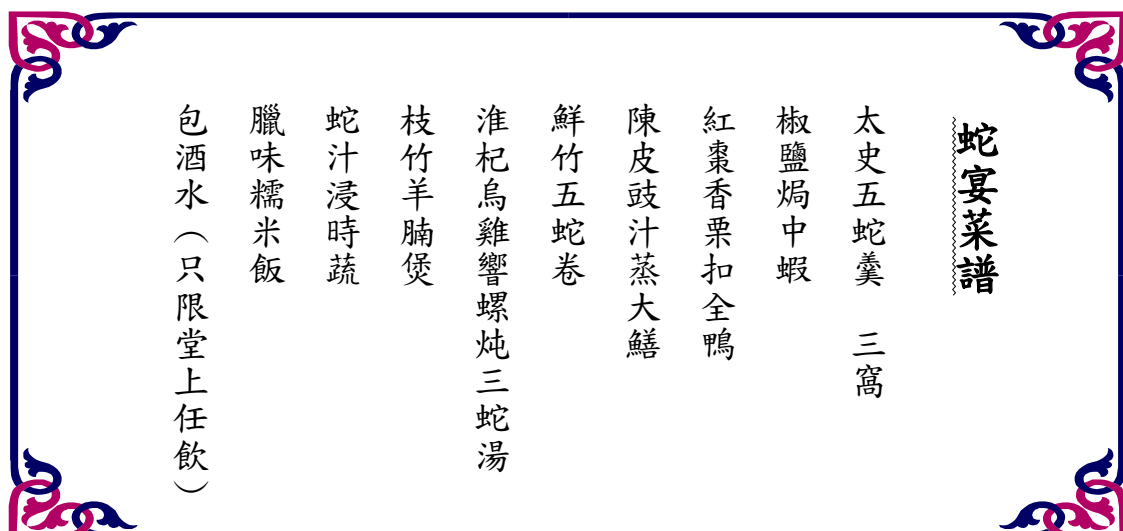 蛇宴菜譜
太史五蛇羹　三窩
椒鹽焗中蝦
紅棗香栗扣全鴨
陳皮豉汁蒸大鱔
鮮竹五蛇卷
淮杞烏雞響螺炖三蛇湯
枝竹羊腩煲
蛇汁浸時蔬
臘味糯米飯
包酒水（只限堂上任飲）